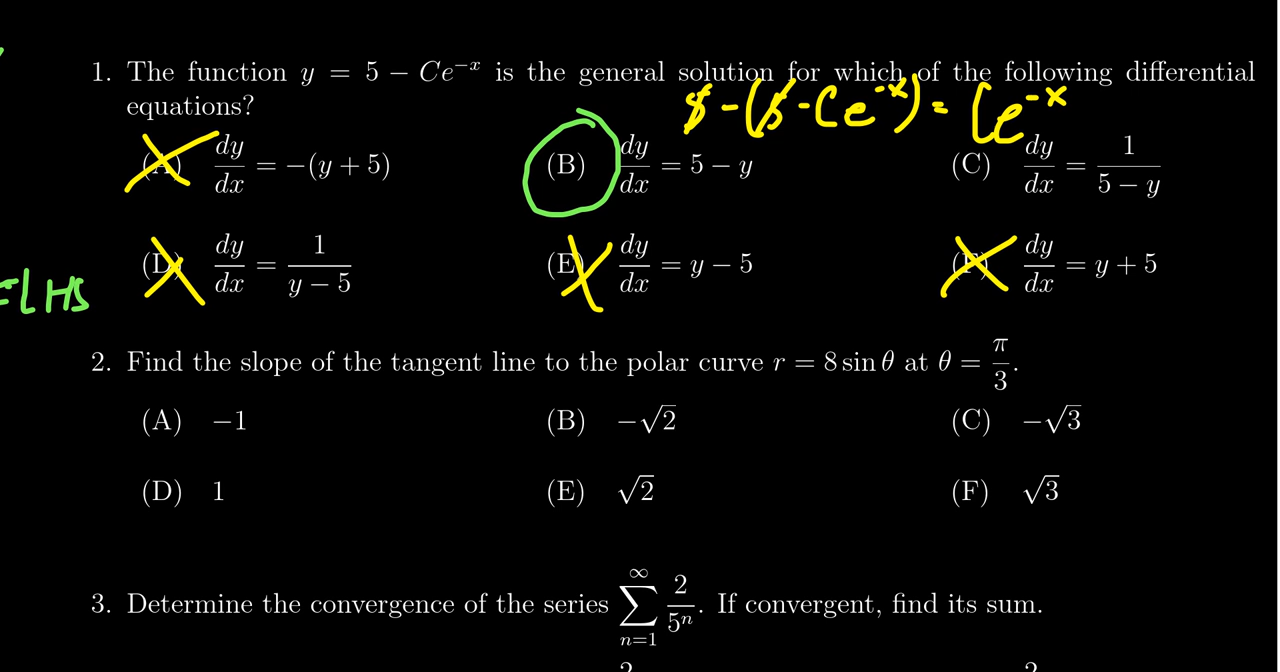 1. The function y = 5 − Ce^{−x} is the general solution for which of the following differential
equations?
$ - ($ - Ce^{-x}) = Ce^{-x}
(A) dy/dx = −(y + 5) (B) dy/dx = 5 − y (C) dy/dx = 1/(5 − y)
(D) dy/dx = 1/(y − 5) (E) dy/dx = y − 5 (F) dy/dx = y + 5
=LHS
2. Find the slope of the tangent line to the polar curve r = 8 sin θ at θ = π/3.
(A) −1 (B) −√2 (C) −√3
(D) 1 (E) √2 (F) √3
3. Determine the convergence of the series ∑_{n=1}^{∞} 2/5^n. If convergent, find its sum.